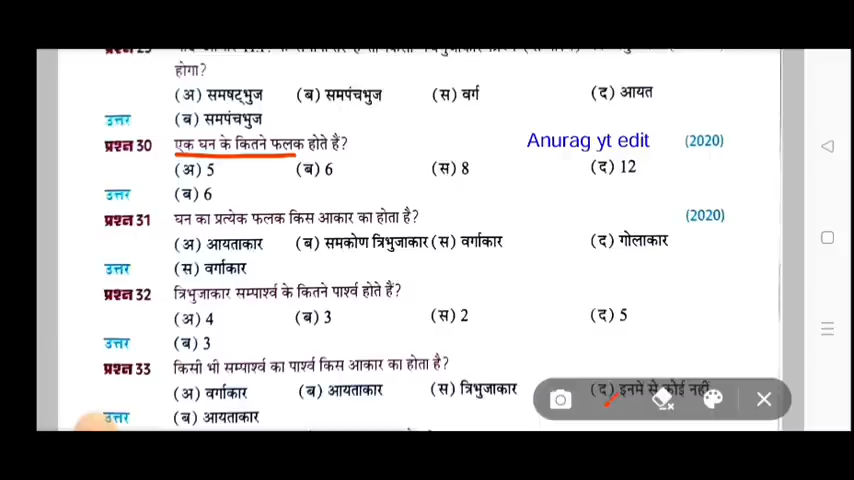 प्रश्न 29
होगा?
(अ) समषट्भुज (ब) समपंचभुज (स) वर्ग (द) आयत
उत्तर (ब) समपंचभुज
प्रश्न 30 एक घन के कितने फलक होते हैं? Anurag yt edit (2020)
(अ) 5 (ब) 6 (स) 8 (द) 12
उत्तर (ब) 6
प्रश्न 31 घन का प्रत्येक फलक किस आकार का होता है? (2020)
(अ) आयताकार (ब) समकोण त्रिभुजाकार (स) वर्गाकार (द) गोलाकार
उत्तर (स) वर्गाकार
प्रश्न 32 त्रिभुजाकार सम्पार्श्व के कितने पार्श्व होते हैं?
(अ) 4 (ब) 3 (स) 2 (द) 5
उत्तर (ब) 3
प्रश्न 33 किसी भी सम्पार्श्व का पार्श्व किस आकार का होता है?
(अ) वर्गाकार (ब) आयताकार (स) त्रिभुजाकार (द) इनमे से कोई नहीं
उत्तर (ब) आयताकार